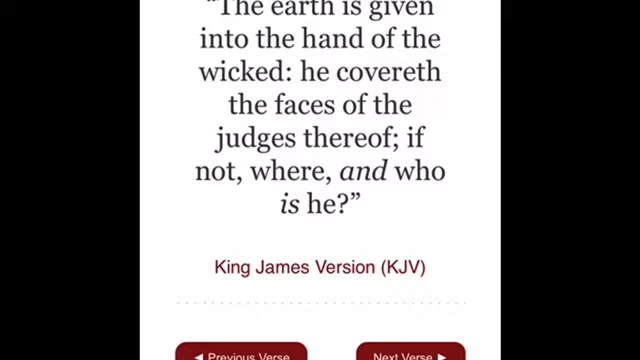 “The earth is given
into the hand of the
wicked: he covereth
the faces of the
judges thereof; if
not, where, and who
is he?”
King James Version (KJV)
◄ Previous Verse
Next Verse ►